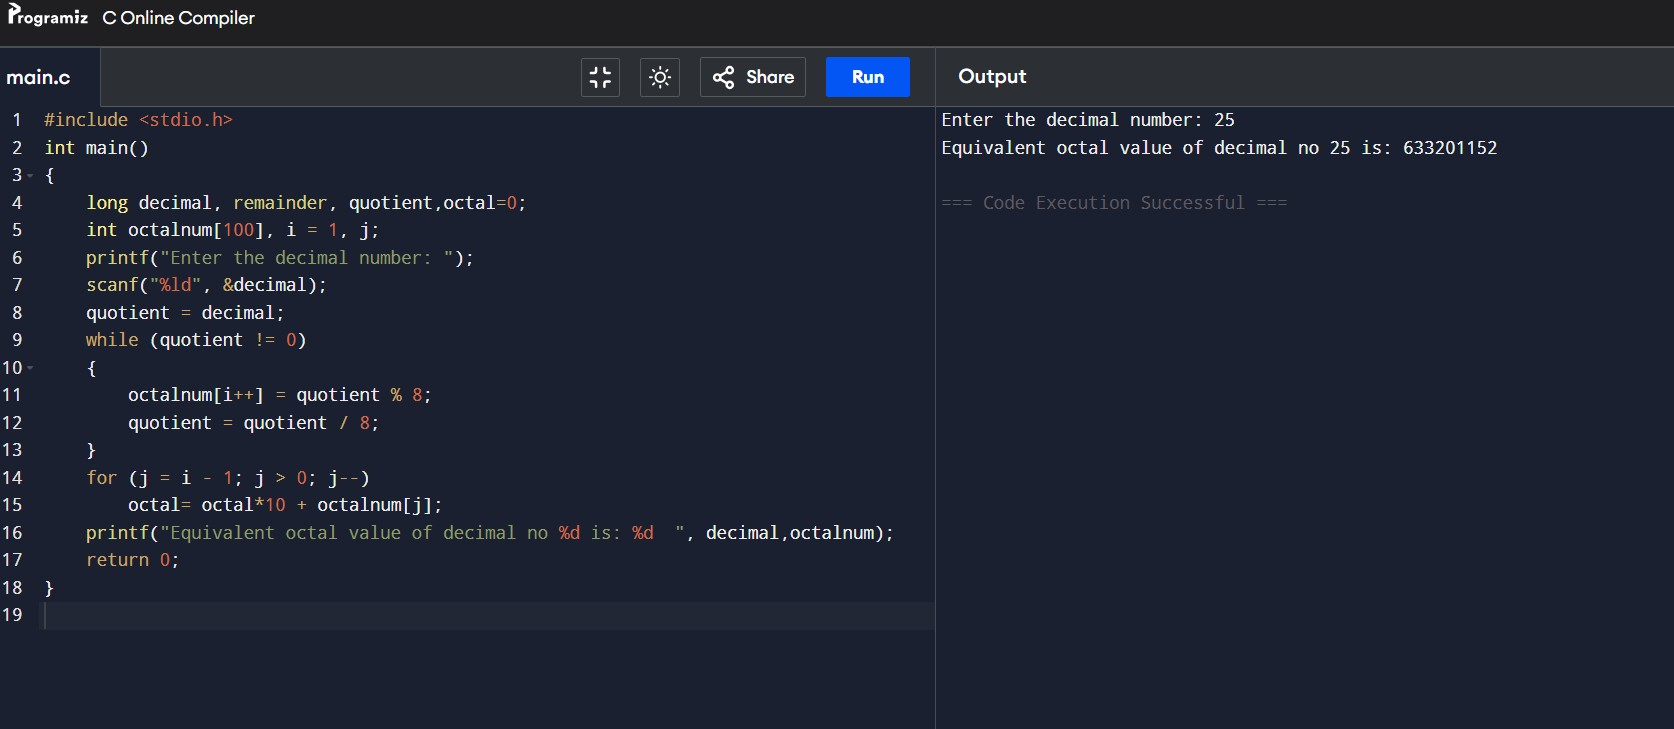 Programiz C Online Compiler
main.c Share Run Output
1 #include <stdio.h>
2 int main()
3 {
4     long decimal, remainder, quotient,octal=0;
5     int octalnum[100], i = 1, j;
6     printf("Enter the decimal number: ");
7     scanf("%ld", &decimal);
8     quotient = decimal;
9     while (quotient != 0)
10     {
11         octalnum[i++] = quotient % 8;
12         quotient = quotient / 8;
13     }
14     for (j = i - 1; j > 0; j--)
15         octal= octal*10 + octalnum[j];
16     printf("Equivalent octal value of decimal no %d is: %d  ", decimal,octalnum);
17     return 0;
18 }
19
Enter the decimal number: 25
Equivalent octal value of decimal no 25 is: 633201152
=== Code Execution Successful ===